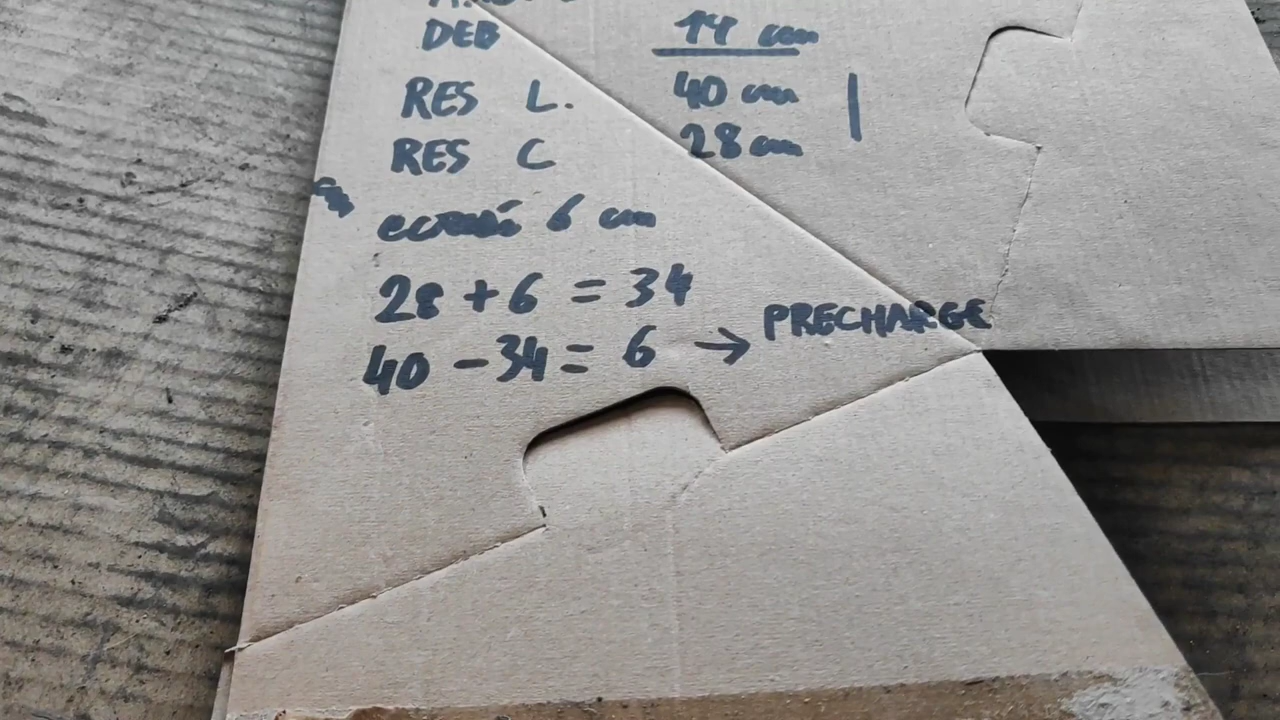 DEB 14 cm
RES L. 40 cm
RES C 28 cm
6 cm
28 + 6 = 34
40 - 34 = 6 → PRECHARGE